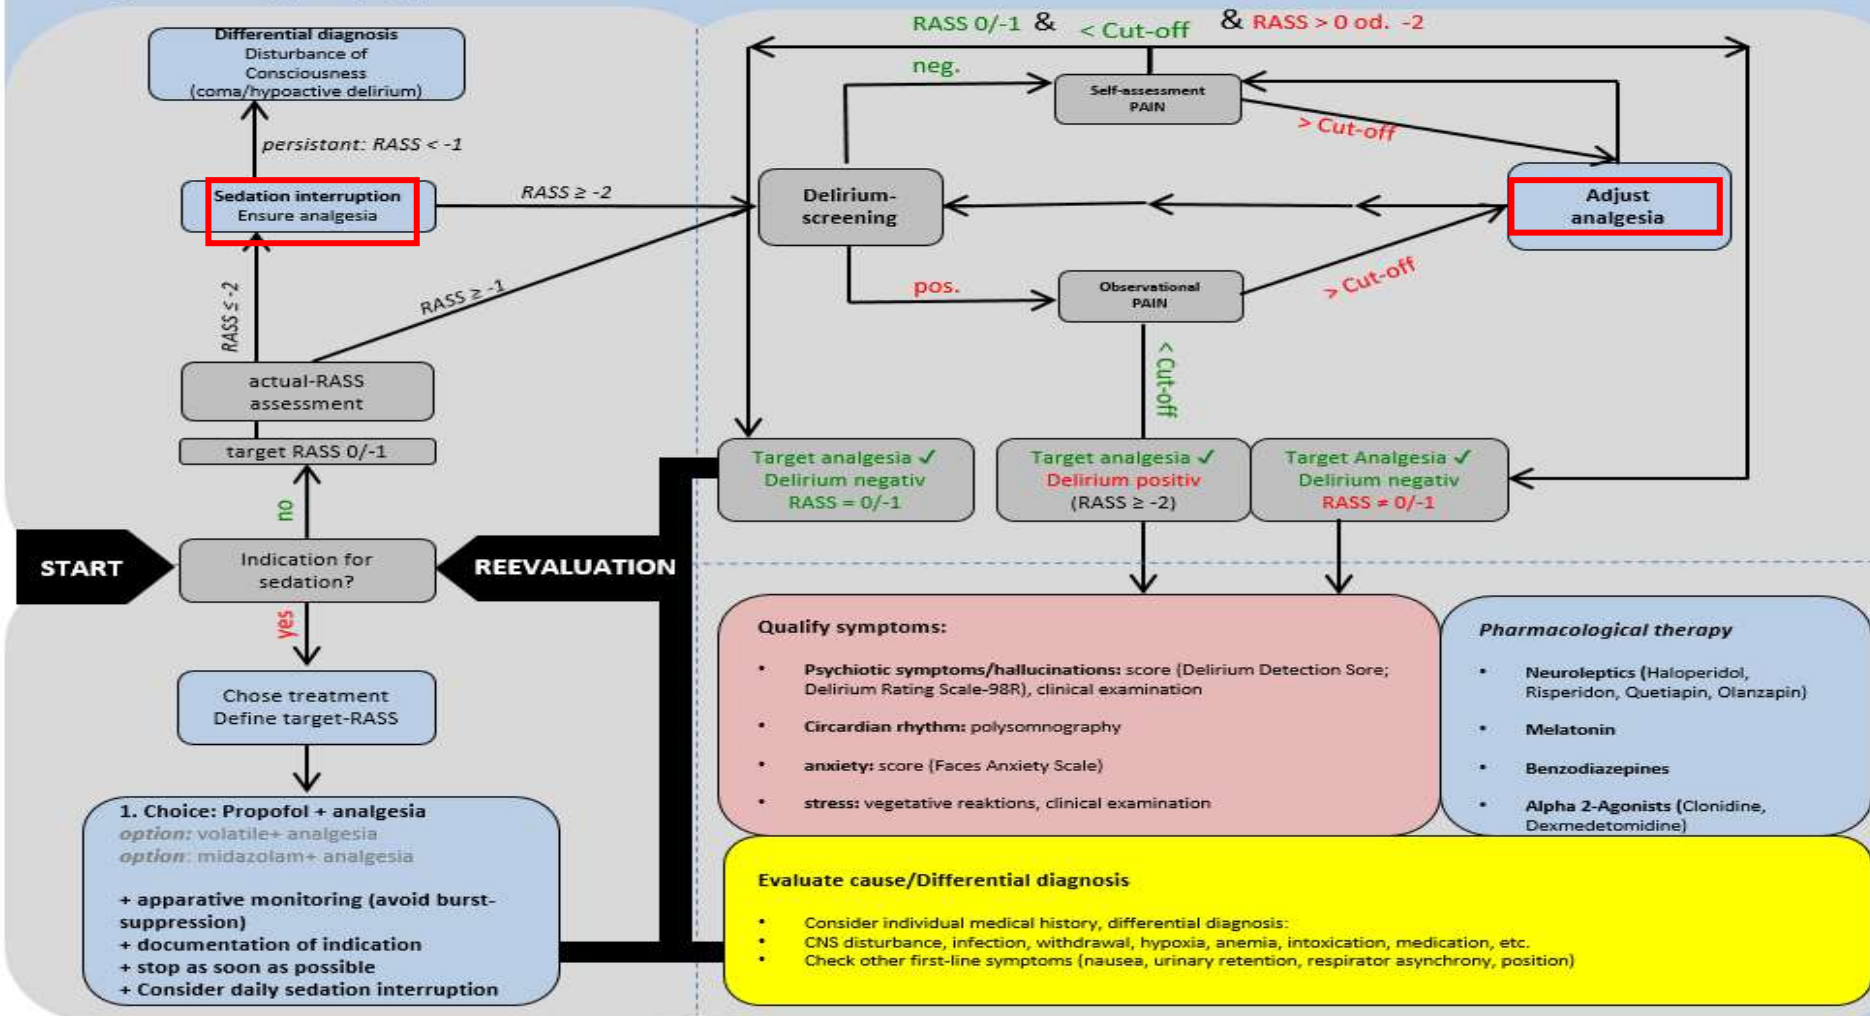 Differential diagnosis
Disturbance of
Consciousness
(coma/hypoactive delirium)
persistant: RASS < -1
Sedation interruption
Ensure analgesia
RASS ≥ -2
RASS ≤ -2
RASS ≥ -1
actual-RASS
assessment
target RASS 0/-1
no
START
Indication for
sedation?
REEVALUATION
yes
Chose treatment
Define target-RASS
1. Choice: Propofol + analgesia
option: volatile+ analgesia
option: midazolam+ analgesia
+ apparative monitoring (avoid burst-
suppression)
+ documentation of indication
+ stop as soon as possible
+ Consider daily sedation interruption
RASS 0/-1 & < Cut-off & RASS > 0 od. -2
neg.
Self-assessment
PAIN
> Cut-off
Delirium-
screening
Adjust
analgesia
pos.
Observational
PAIN
> Cut-off
< Cut-off
Target analgesia ✓
Delirium negativ
RASS = 0/-1
Target analgesia ✓
Delirium positiv
(RASS ≥ -2)
Target Analgesia ✓
Delirium negativ
RASS ≠ 0/-1
Qualify symptoms:
• Psychiotic symptoms/hallucinations: score (Delirium Detection Sore;
Delirium Rating Scale-98R), clinical examination
• Circardian rhythm: polysomnography
• anxiety: score (Faces Anxiety Scale)
• stress: vegetative reaktions, clinical examination
Pharmacological therapy
• Neuroleptics (Haloperidol,
Risperidon, Quetiapin, Olanzapin)
• Melatonin
• Benzodiazepines
• Alpha 2-Agonists (Clonidine,
Dexmedetomidine)
Evaluate cause/Differential diagnosis
• Consider individual medical history, differential diagnosis:
• CNS disturbance, infection, withdrawal, hypoxia, anemia, intoxication, medication, etc.
• Check other first-line symptoms (nausea, urinary retention, respirator asynchrony, position)